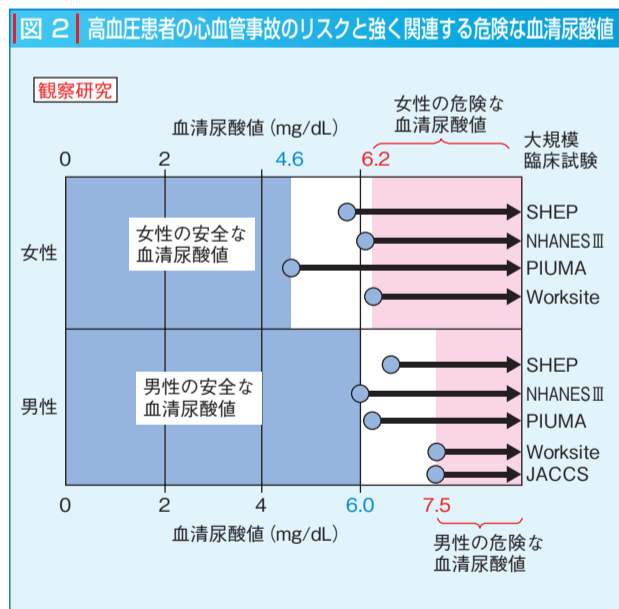 図 2 高血圧患者の心血管事故のリスクと強く関連する危険な血清尿酸値
観察研究
女性の危険な
血清尿酸値
血清尿酸値(mg/dL)
大規模
臨床試験
0 2 4.6 6.2
女性
女性の安全な
血清尿酸値
SHEP
NHANESⅢ
PIUMA
Worksite
男性
男性の安全な
血清尿酸値
SHEP
NHANESⅢ
PIUMA
Worksite
JACCS
0 2 4 6.0 7.5
血清尿酸値(mg/dL)
男性の危険な
血清尿酸値